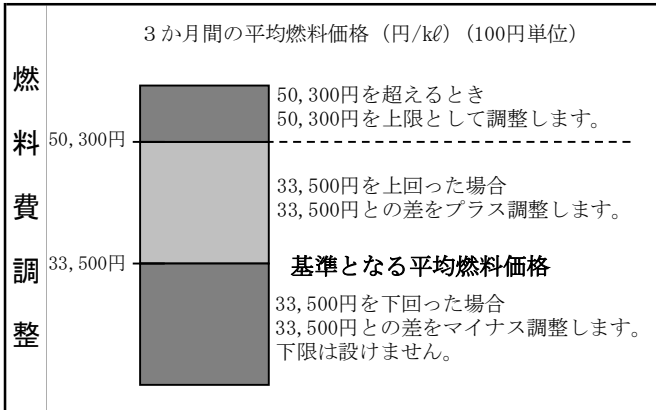 燃料費調整
3か月間の平均燃料価格（円/kℓ）(100円単位)
50,300円を超えるとき
50,300円を上限として調整します。
50,300円
33,500円を上回った場合
33,500円との差をプラス調整します。
33,500円
基準となる平均燃料価格
33,500円を下回った場合
33,500円との差をマイナス調整します。
下限は設けません。